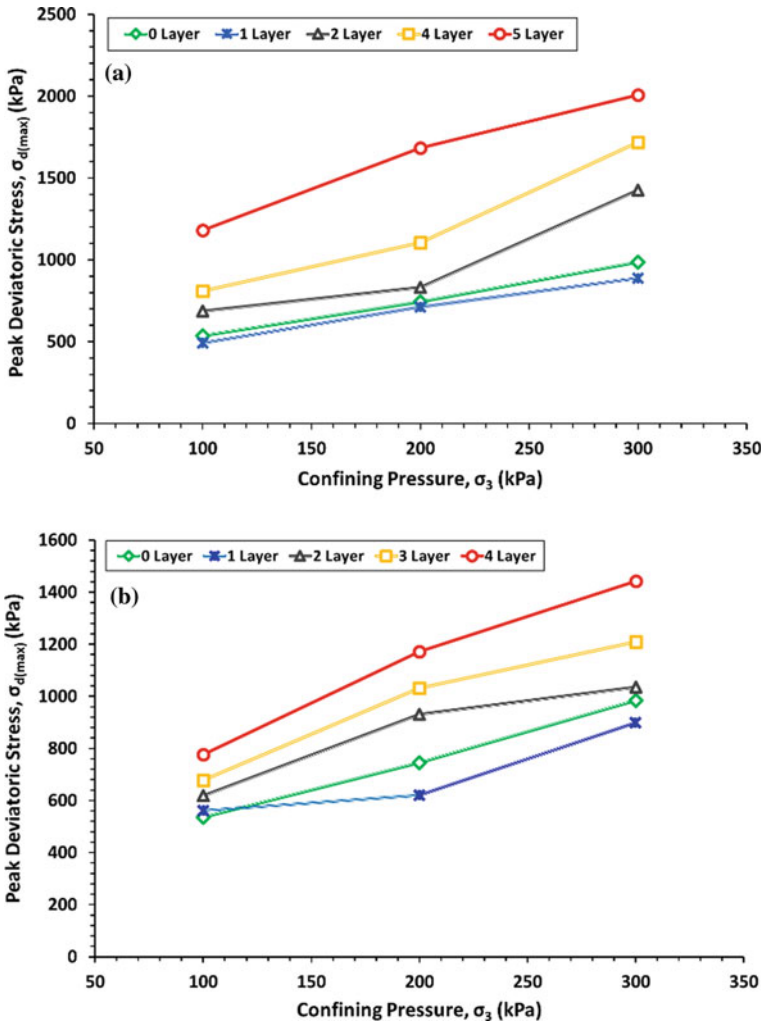 2500
0 Layer 1 Layer 2 Layer 4 Layer 5 Layer
(a)
2000
1500
1000
500
0
Peak Deviatoric Stress, σd(max) (kPa)
50 100 150 200 250 300 350
Confining Pressure, σ3 (kPa)
1600
0 Layer 1 Layer 2 Layer 3 Layer 4 Layer
(b)
1400
1200
1000
800
600
400
200
0
Peak Deviatoric Stress, σd(max) (kPa)
50 100 150 200 250 300 350
Confining Pressure, σ3 (kPa)